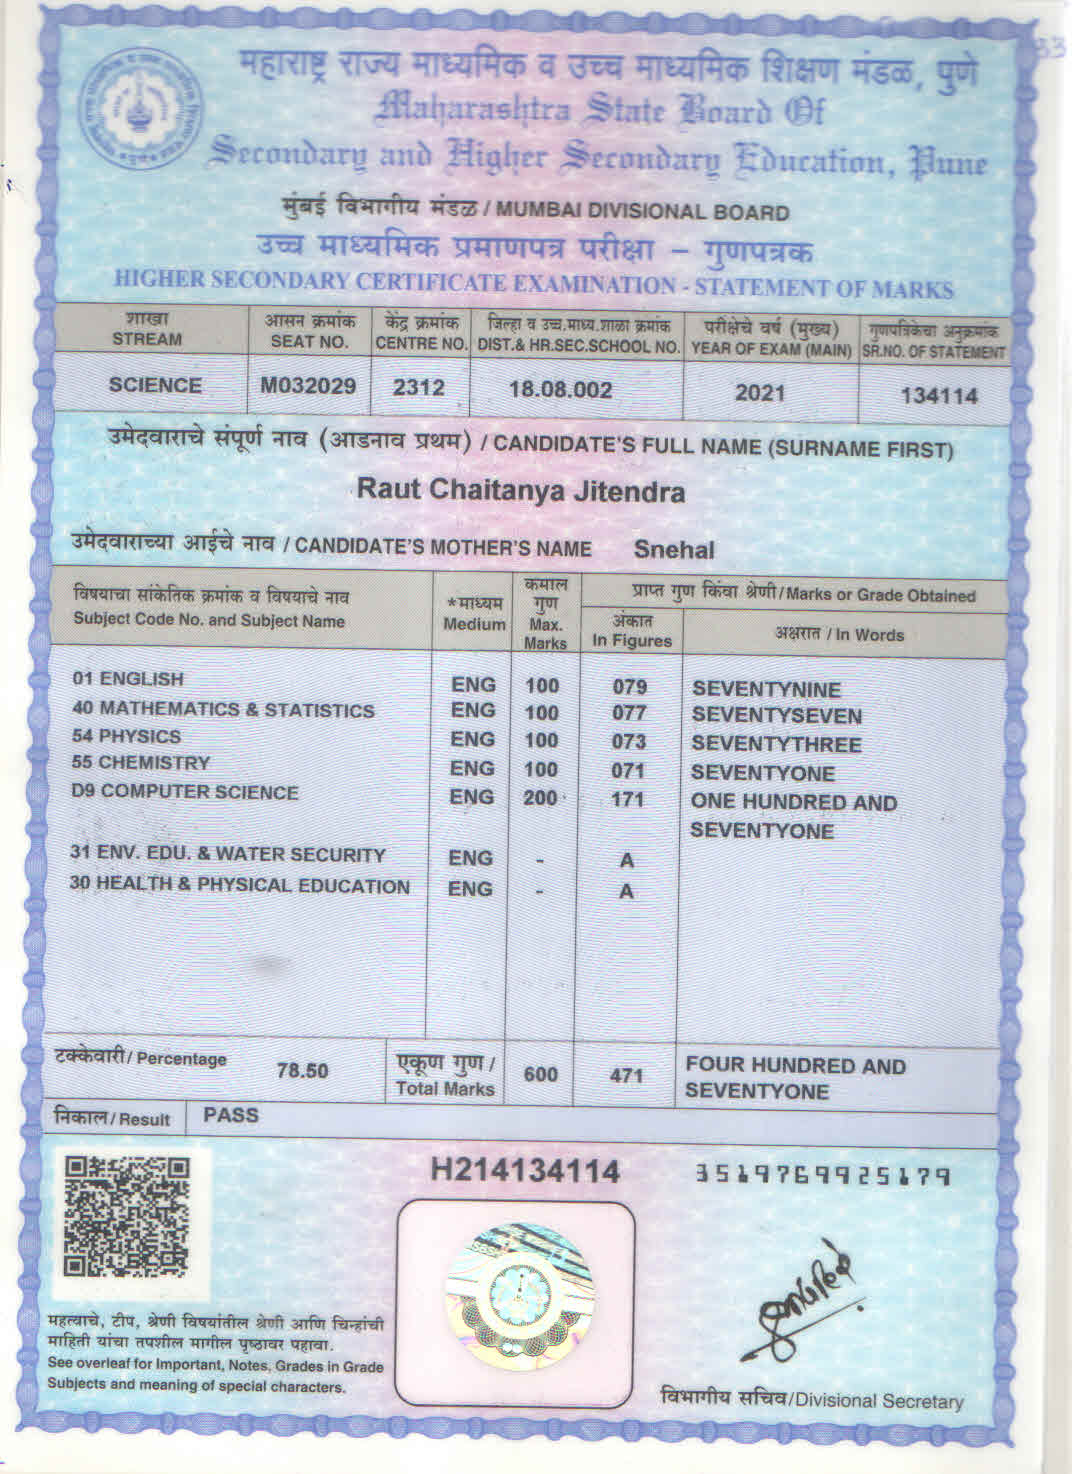 33
महाराष्ट्र राज्य माध्यमिक व उच्च माध्यमिक शिक्षण मंडळ, पुणे
Maharashtra State Board Of
Secondary and Higher Secondary Education, Pune
मुंबई विभागीय मंडळ / MUMBAI DIVISIONAL BOARD
उच्च माध्यमिक प्रमाणपत्र परीक्षा – गुणपत्रक
HIGHER SECONDARY CERTIFICATE EXAMINATION - STATEMENT OF MARKS
शाखा आसन क्रमांक केंद्र क्रमांक जिल्हा व उच्च.माध्य.शाळा क्रमांक परीक्षेचे वर्ष (मुख्य) गुणपत्रिकेचा अनुक्रमांक
STREAM SEAT NO. CENTRE NO. DIST.& HR.SEC.SCHOOL NO. YEAR OF EXAM (MAIN) SR.NO. OF STATEMENT
SCIENCE M032029 2312 18.08.002 2021 134114
उमेदवाराचे संपूर्ण नाव (आडनाव प्रथम) / CANDIDATE'S FULL NAME (SURNAME FIRST)
Raut Chaitanya Jitendra
उमेदवाराच्या आईचे नाव / CANDIDATE'S MOTHER'S NAME Snehal
विषयाचा सांकेतिक क्रमांक व विषयाचे नाव
Subject Code No. and Subject Name
*माध्यम
Medium
कमाल
गुण
Max.
Marks
प्राप्त गुण किंवा श्रेणी/Marks or Grade Obtained
अंकात
In Figures
अक्षरात / In Words
01 ENGLISH ENG 100 079 SEVENTYNINE
40 MATHEMATICS & STATISTICS ENG 100 077 SEVENTYSEVEN
54 PHYSICS ENG 100 073 SEVENTYTHREE
55 CHEMISTRY ENG 100 071 SEVENTYONE
D9 COMPUTER SCIENCE ENG 200 171 ONE HUNDRED AND
SEVENTYONE
31 ENV. EDU. & WATER SECURITY ENG - A
30 HEALTH & PHYSICAL EDUCATION ENG - A
टक्केवारी/ Percentage 78.50
एकूण गुण /
Total Marks
600 471 FOUR HUNDRED AND
SEVENTYONE
निकाल/ Result PASS
H214134114 3519769925179
महत्वाचे, टीप, श्रेणी विषयांतील श्रेणी आणि चिन्हांची
माहिती यांचा तपशील मागील पृष्ठावर पहावा.
See overleaf for Important, Notes, Grades in Grade
Subjects and meaning of special characters.
विभागीय सचिव/Divisional Secretary